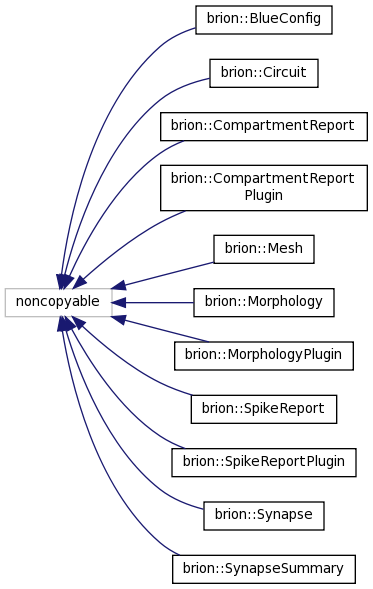 brion::BlueConfig
brion::Circuit
brion::CompartmentReport
brion::CompartmentReport
Plugin
brion::Mesh
noncopyable
brion::Morphology
brion::MorphologyPlugin
brion::SpikeReport
brion::SpikeReportPlugin
brion::Synapse
brion::SynapseSummary